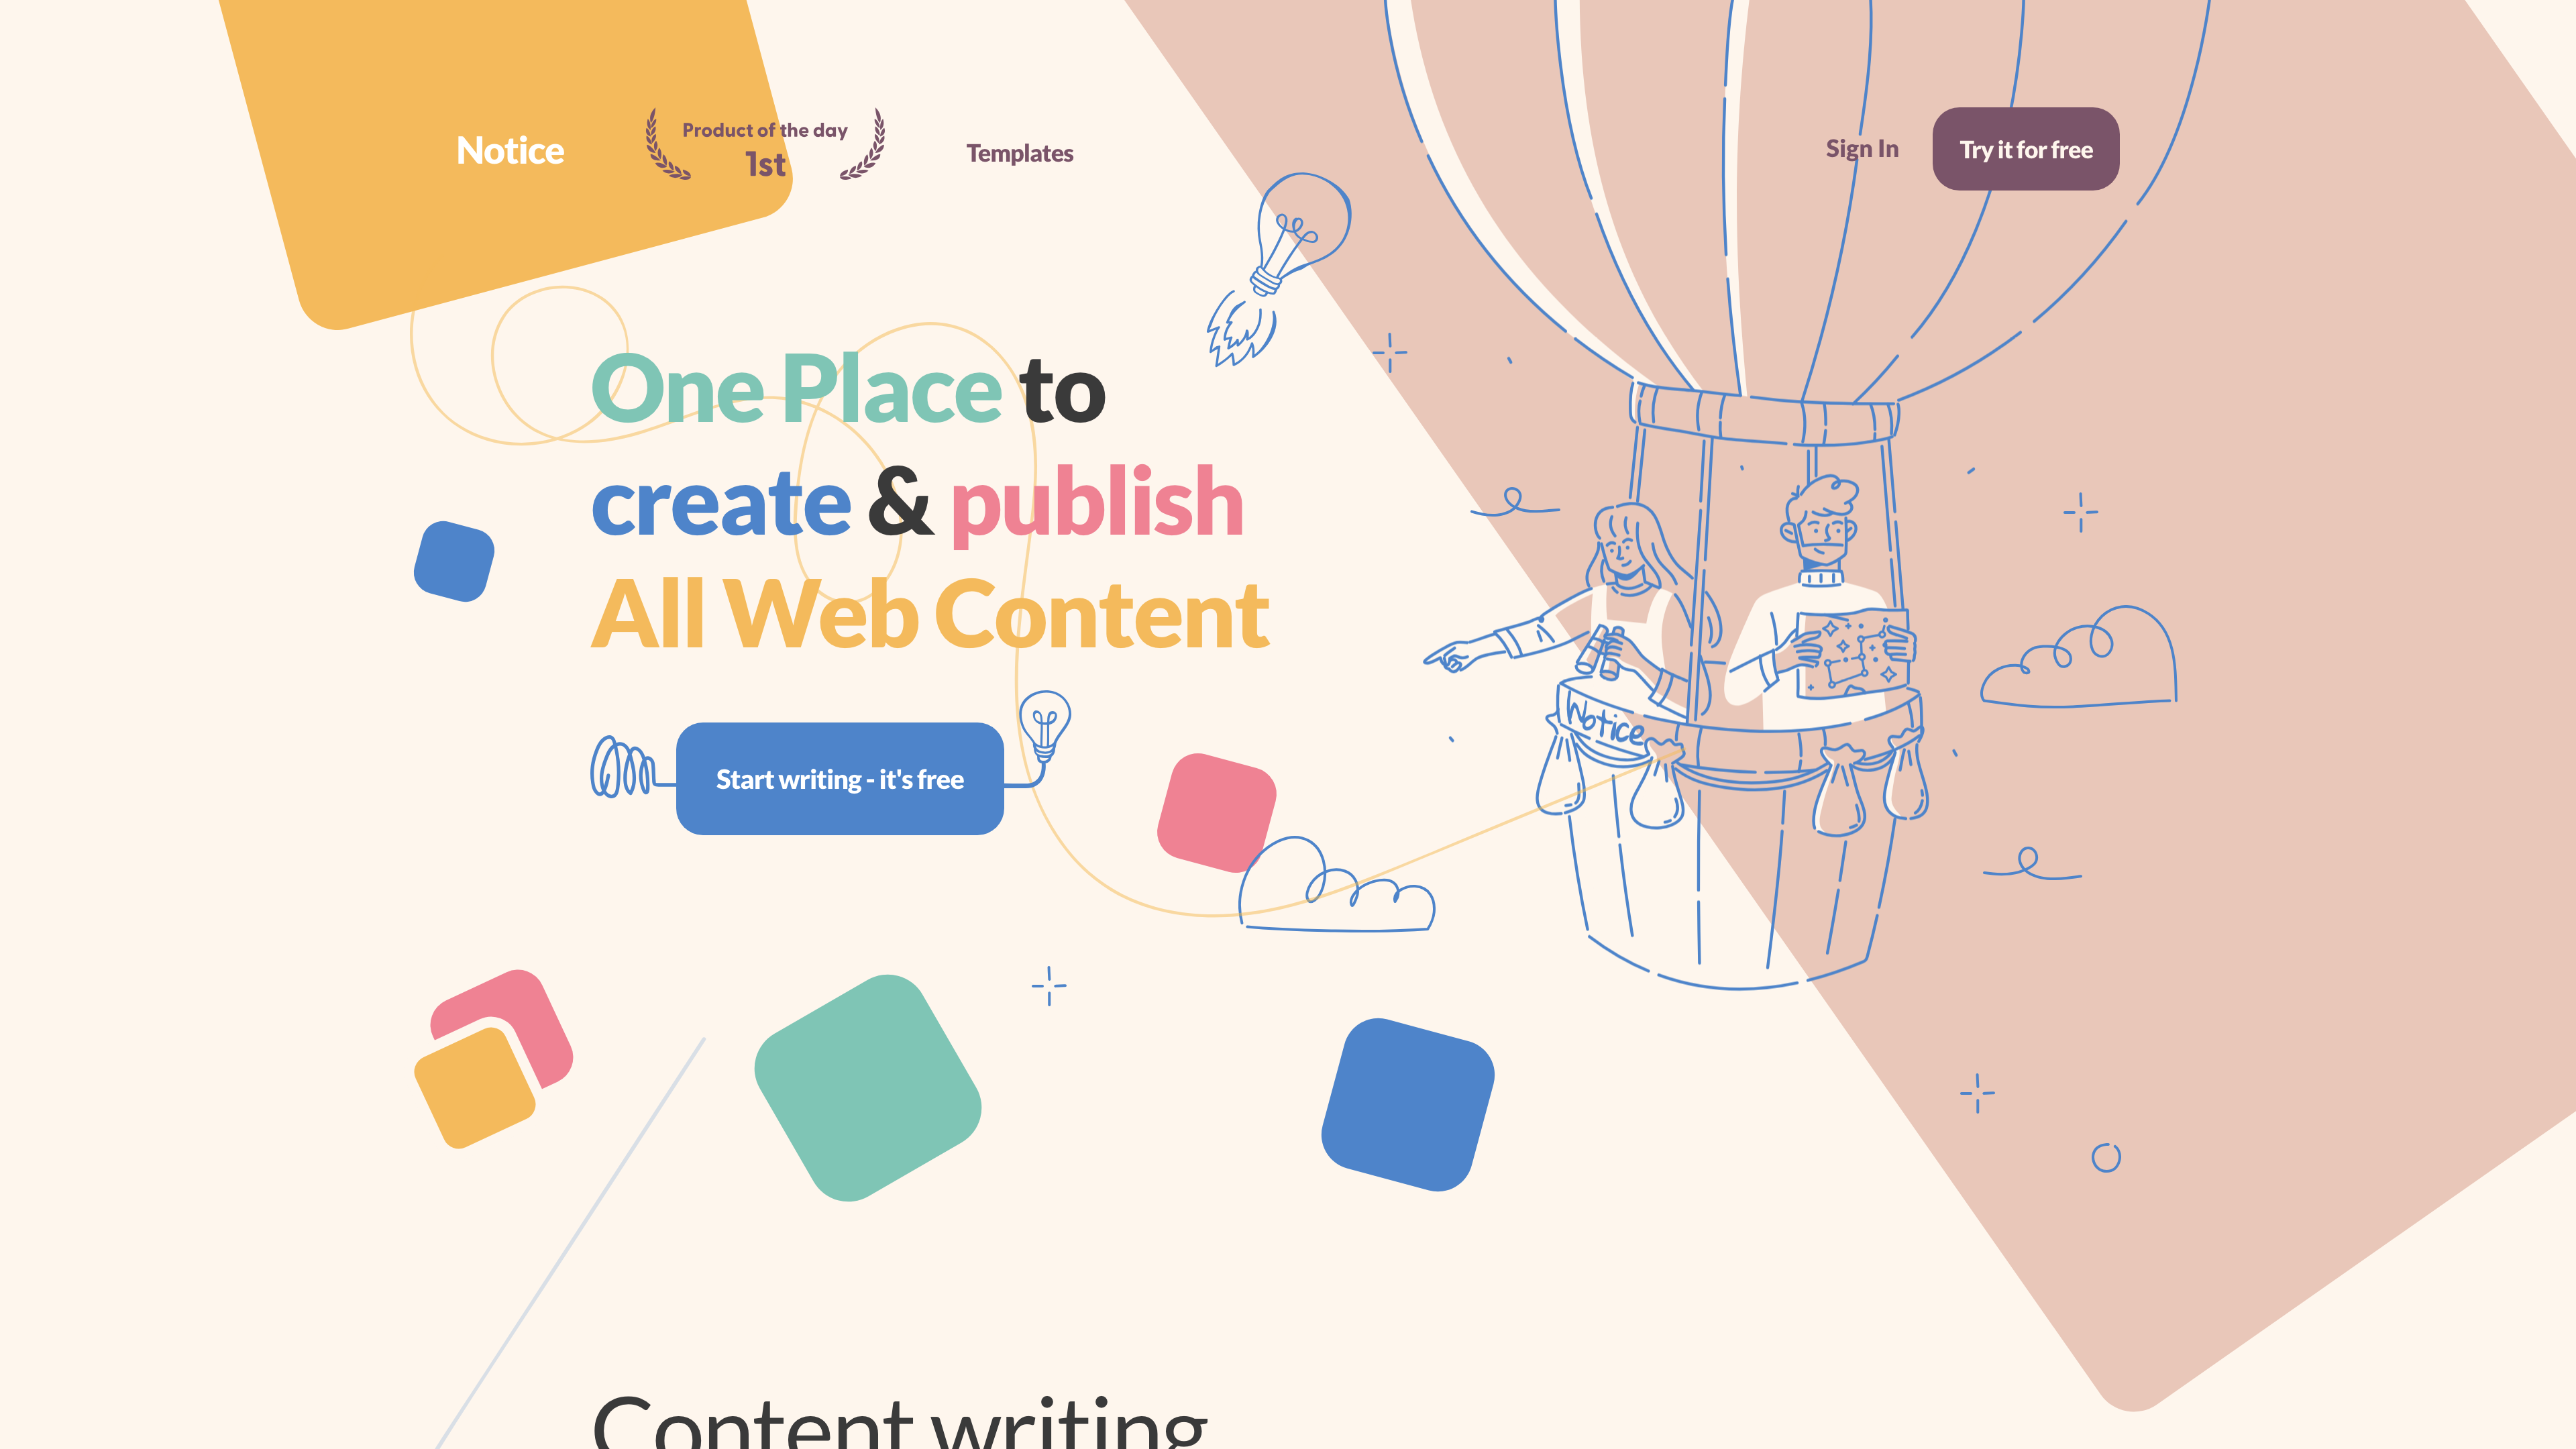 Notice
Product of the day
1st
Templates
Sign In
Try it for free
One Place to
create & publish
All Web Content
Start writing - it's free
Notice
Content writing